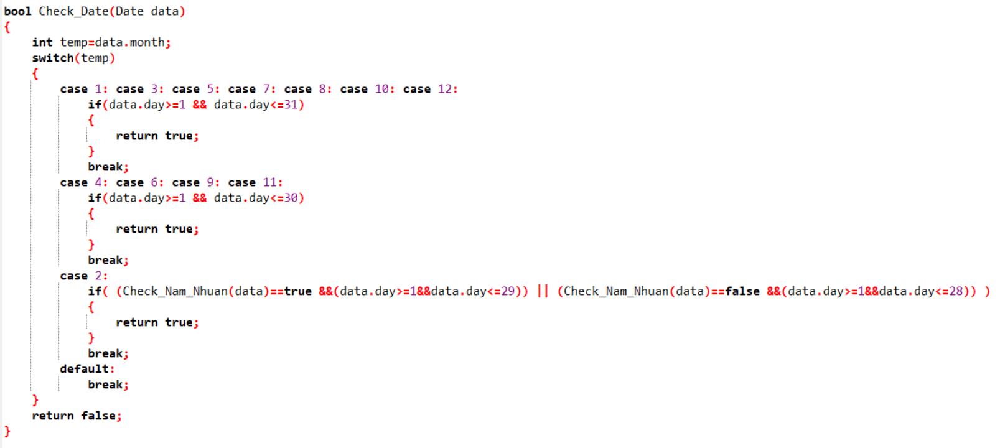 bool Check_Date(Date data)
{
    int temp=data.month;
    switch(temp)
    {
        case 1: case 3: case 5: case 7: case 8: case 10: case 12:
            if(data.day>=1 && data.day<=31)
            {
                return true;
            }
            break;
        case 4: case 6: case 9: case 11:
            if(data.day>=1 && data.day<=30)
            {
                return true;
            }
            break;
        case 2:
            if( (Check_Nam_Nhuan(data)==true &&(data.day>=1&&data.day<=29)) || (Check_Nam_Nhuan(data)==false &&(data.day>=1&&data.day<=28)) )
            {
                return true;
            }
            break;
        default:
            break;
    }
    return false;
}